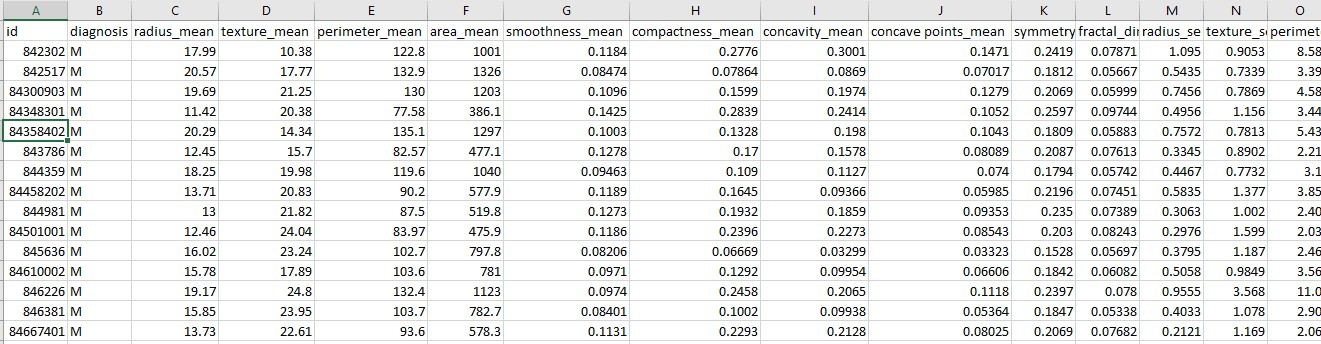 A B C D E F G H I J K L M N O
id diagnosis radius_mean texture_mean perimeter_mean area_mean smoothness_mean compactness_mean concavity_mean concave points_mean symmetry fractal_di radius_se texture_s perimet
842302 M 17.99 10.38 122.8 1001 0.1184 0.2776 0.3001 0.1471 0.2419 0.07871 1.095 0.9053 8.58
842517 M 20.57 17.77 132.9 1326 0.08474 0.07864 0.0869 0.07017 0.1812 0.05667 0.5435 0.7339 3.39
84300903 M 19.69 21.25 130 1203 0.1096 0.1599 0.1974 0.1279 0.2069 0.05999 0.7456 0.7869 4.58
84348301 M 11.42 20.38 77.58 386.1 0.1425 0.2839 0.2414 0.1052 0.2597 0.09744 0.4956 1.156 3.44
84358402 M 20.29 14.34 135.1 1297 0.1003 0.1328 0.198 0.1043 0.1809 0.05883 0.7572 0.7813 5.43
843786 M 12.45 15.7 82.57 477.1 0.1278 0.17 0.1578 0.08089 0.2087 0.07613 0.3345 0.8902 2.21
844359 M 18.25 19.98 119.6 1040 0.09463 0.109 0.1127 0.074 0.1794 0.05742 0.4467 0.7732 3.1
84458202 M 13.71 20.83 90.2 577.9 0.1189 0.1645 0.09366 0.05985 0.2196 0.07451 0.5835 1.377 3.85
844981 M 13 21.82 87.5 519.8 0.1273 0.1932 0.1859 0.09353 0.235 0.07389 0.3063 1.002 2.40
84501001 M 12.46 24.04 83.97 475.9 0.1186 0.2396 0.2273 0.08543 0.203 0.08243 0.2976 1.599 2.03
845636 M 16.02 23.24 102.7 797.8 0.08206 0.06669 0.03299 0.03323 0.1528 0.05697 0.3795 1.187 2.46
84610002 M 15.78 17.89 103.6 781 0.0971 0.1292 0.09954 0.06606 0.1842 0.06082 0.5058 0.9849 3.56
846226 M 19.17 24.8 132.4 1123 0.0974 0.2458 0.2065 0.1118 0.2397 0.078 0.9555 3.568 11.0
846381 M 15.85 23.95 103.7 782.7 0.08401 0.1002 0.09938 0.05364 0.1847 0.05338 0.4033 1.078 2.90
84667401 M 13.73 22.61 93.6 578.3 0.1131 0.2293 0.2128 0.08025 0.2069 0.07682 0.2121 1.169 2.06